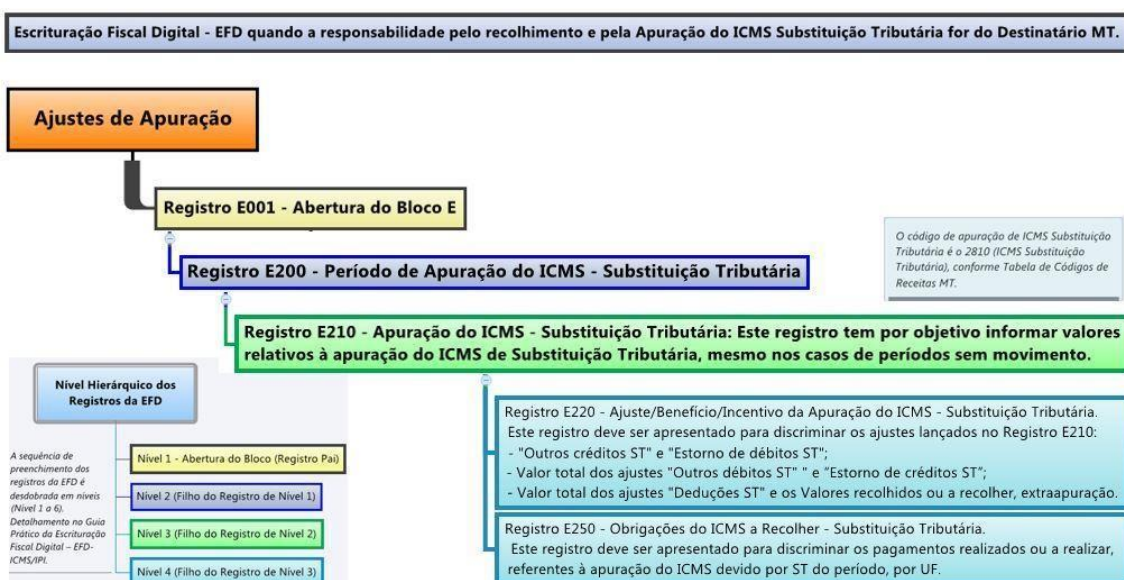 Escrituração Fiscal Digital - EFD quando a responsabilidade pelo recolhimento e pela Apuração do ICMS Substituição Tributária for do Destinatário MT.
Ajustes de Apuração
Registro E001 - Abertura do Bloco E
O código de apuração de ICMS Substituição
Tributária é o 2810 (ICMS Substituição
Tributária), conforme Tabela de Códigos de
Receitas MT.
Registro E200 - Período de Apuração do ICMS - Substituição Tributária
Registro E210 - Apuração do ICMS - Substituição Tributária: Este registro tem por objetivo informar valores
relativos à apuração do ICMS de Substituição Tributária, mesmo nos casos de períodos sem movimento.
Nível Hierárquico dos
Registros da EFD
A sequência de
preenchimento dos
registros da EFD é
desdobrada em níveis
(Nível 1 a 6).
Detalhamento no Guia
Prático da Escrituração
Fiscal Digital – EFD-
ICMS/IPI.
Nível 1 - Abertura do Bloco (Registro Pai)
Nível 2 (Filho do Registro de Nível 1)
Nível 3 (Filho do Registro de Nível 2)
Nível 4 (Filho do Registro de Nível 3)
Registro E220 - Ajuste/Benefício/Incentivo da Apuração do ICMS - Substituição Tributária.
Este registro deve ser apresentado para discriminar os ajustes lançados no Registro E210:
- "Outros créditos ST" e "Estorno de débitos ST";
- Valor total dos ajustes "Outros débitos ST" " e "Estorno de créditos ST";
- Valor total dos ajustes "Deduções ST" e os Valores recolhidos ou a recolher, extraapuração.
Registro E250 - Obrigações do ICMS a Recolher - Substituição Tributária.
Este registro deve ser apresentado para discriminar os pagamentos realizados ou a realizar,
referentes à apuração do ICMS devido por ST do período, por UF.